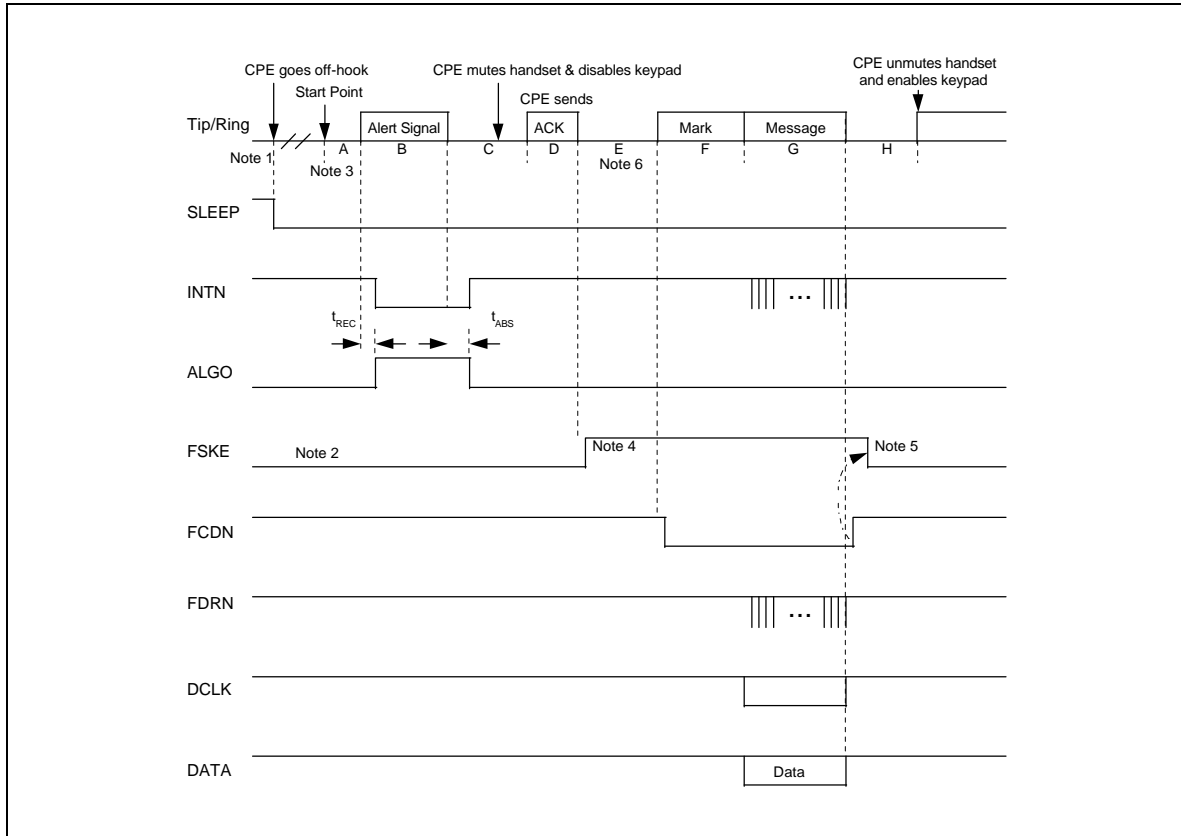 CPE goes off-hook
Start Point
CPE mutes handset & disables keypad
CPE sends
CPE unmutes handset
and enables keypad
Tip/Ring
Alert Signal
ACK
Mark
Message
A
B
C
D
E
F
G
H
Note 1
Note 3
Note 6
SLEEP
INTN
tREC
tABS
ALGO
FSKE
Note 2
Note 4
Note 5
FCDN
FDRN
DCLK
DATA
Data
...
...